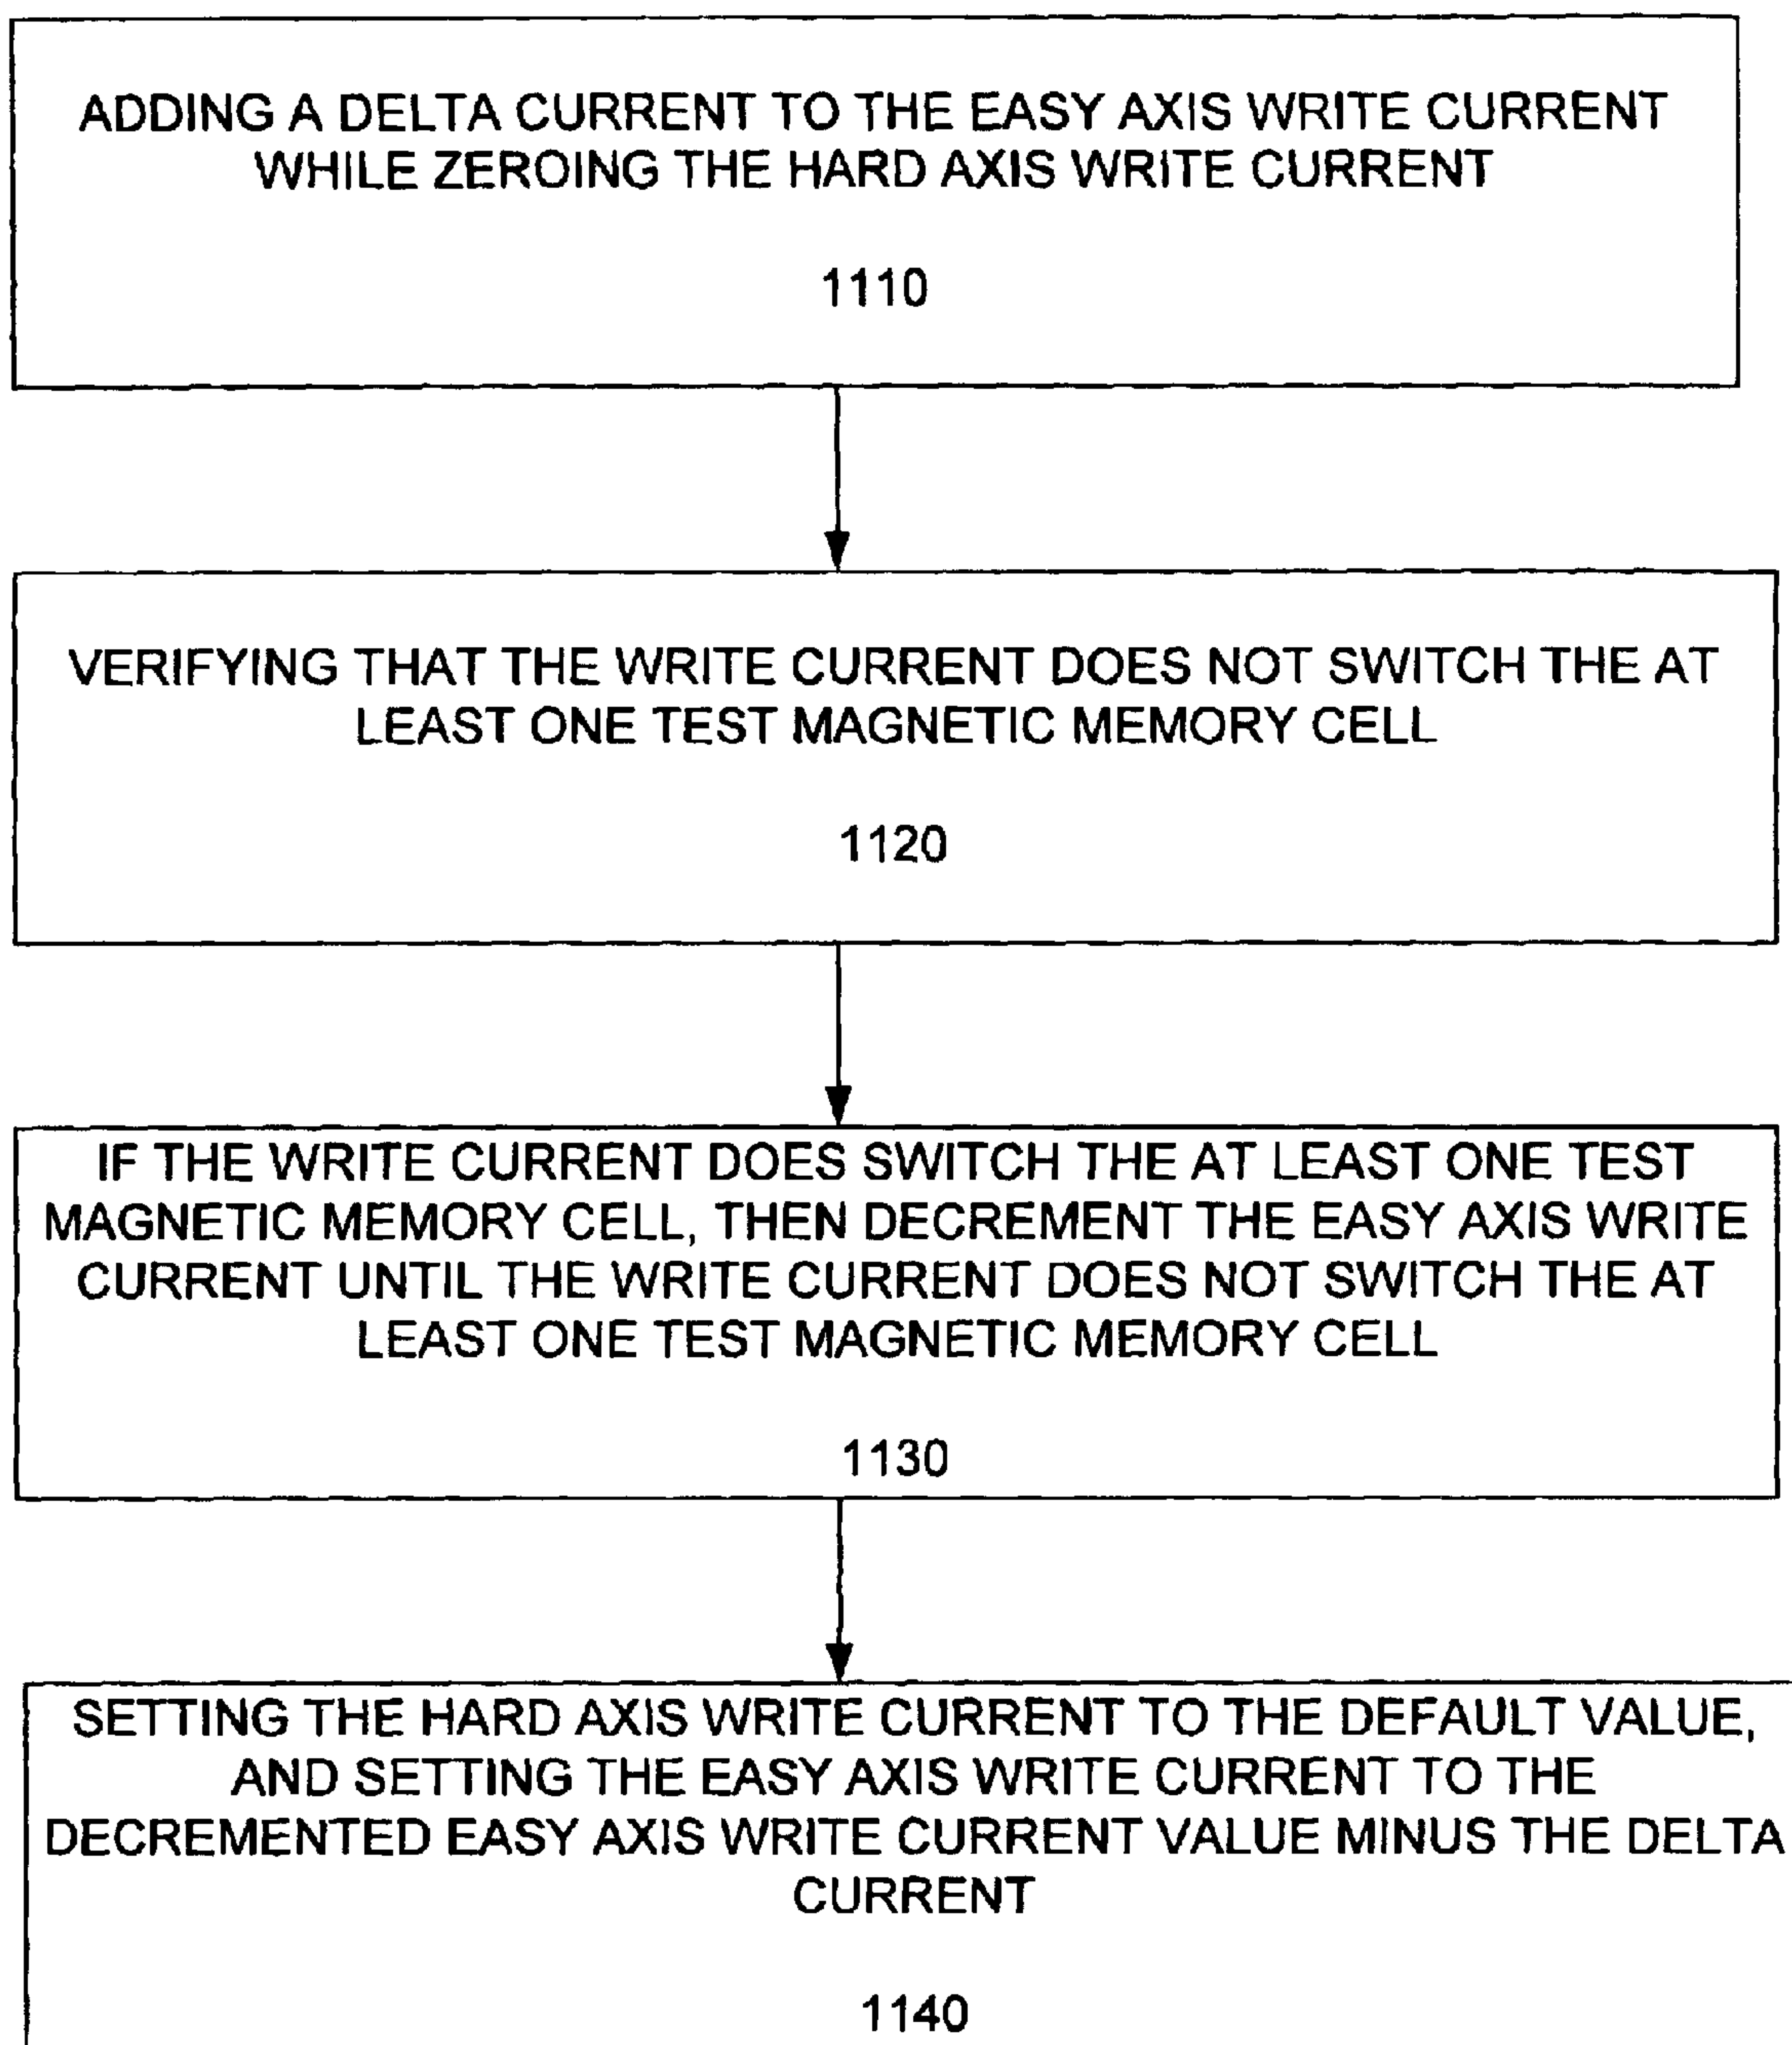 ADDING A DELTA CURRENT TO THE EASY AXIS WRITE CURRENT
WHILE ZEROING THE HARD AXIS WRITE CURRENT
1110
VERIFYING THAT THE WRITE CURRENT DOES NOT SWITCH THE AT
LEAST ONE TEST MAGNETIC MEMORY CELL
1120
IF THE WRITE CURRENT DOES SWITCH THE AT LEAST ONE TEST
MAGNETIC MEMORY CELL, THEN DECREMENT THE EASY AXIS WRITE
CURRENT UNTIL THE WRITE CURRENT DOES NOT SWITCH THE AT
LEAST ONE TEST MAGNETIC MEMORY CELL
1130
SETTING THE HARD AXIS WRITE CURRENT TO THE DEFAULT VALUE,
AND SETTING THE EASY AXIS WRITE CURRENT TO THE
DECREMENTED EASY AXIS WRITE CURRENT VALUE MINUS THE DELTA
CURRENT
1140